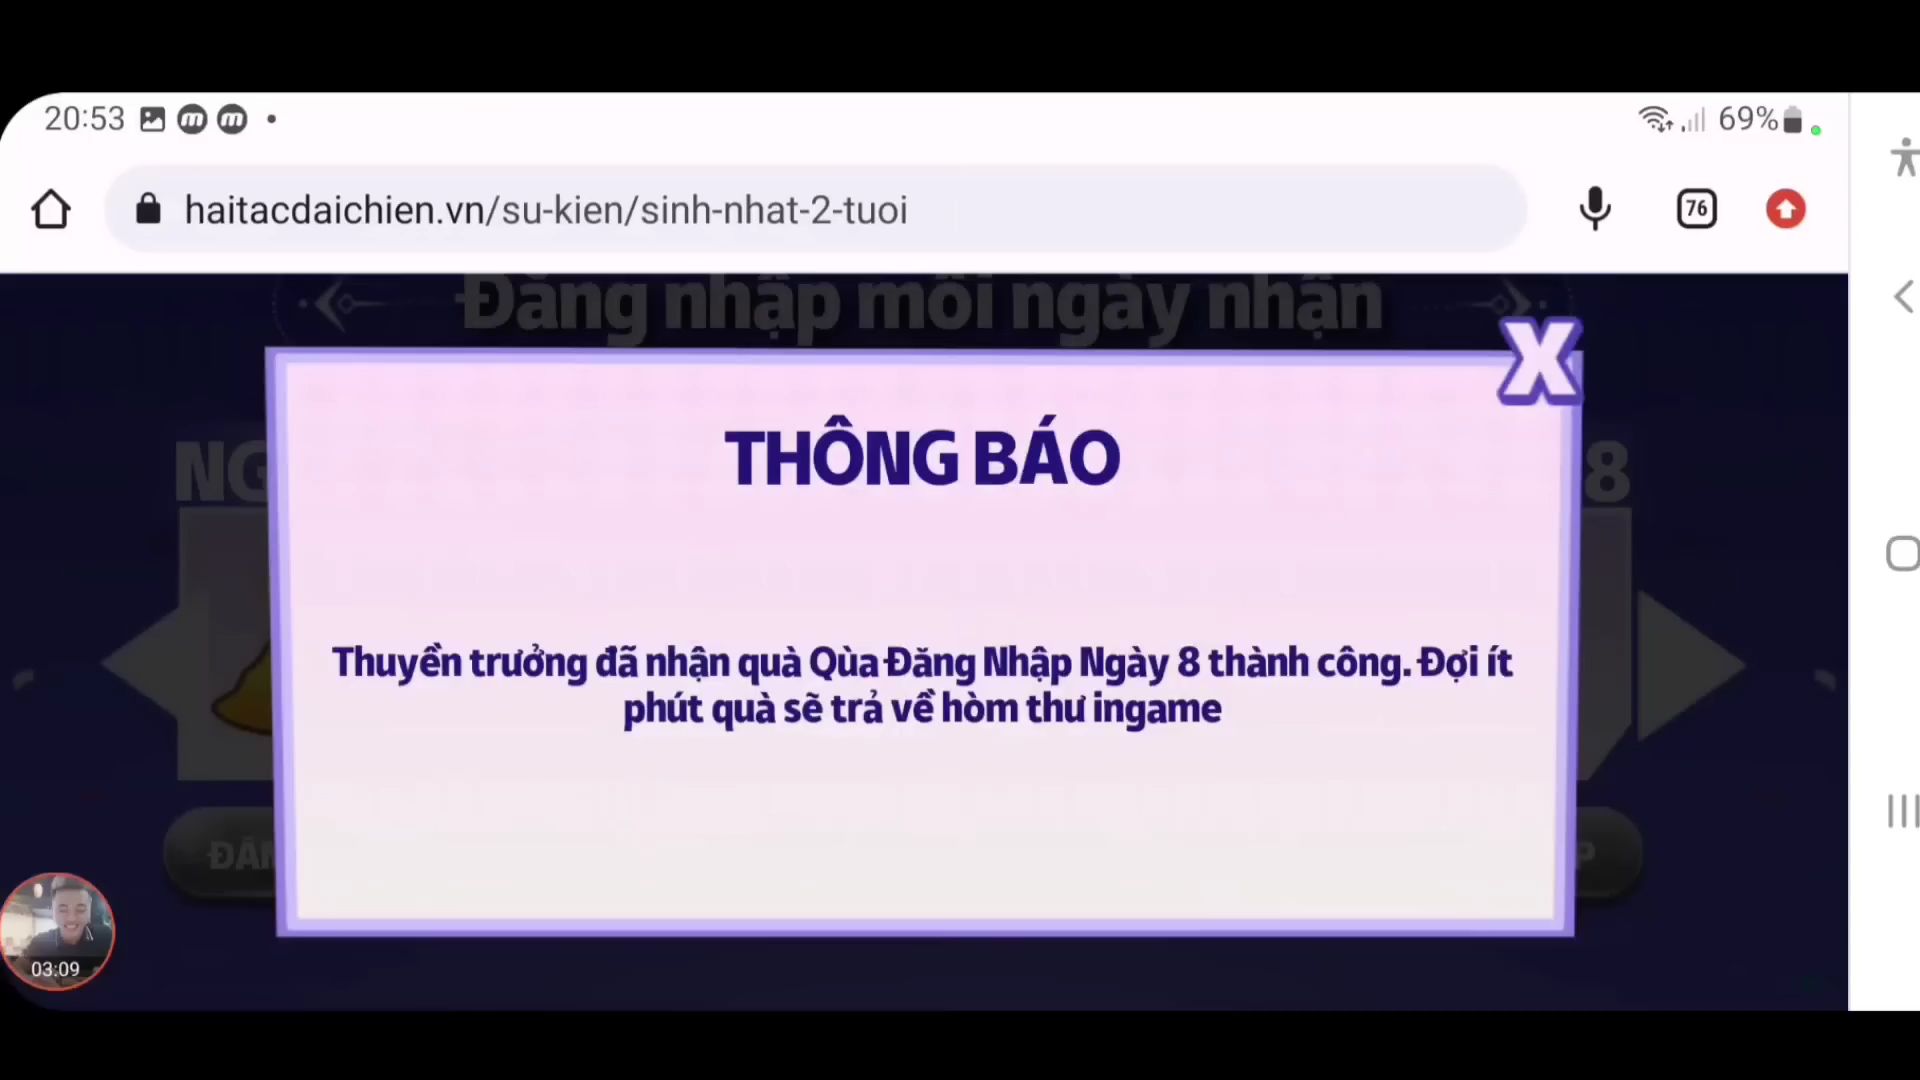 20:53
69%
haitacdaichien.vn/su-kien/sinh-nhat-2-tuoi
76
Đăng nhập mỗi ngày nhận
X
THÔNG BÁO
8
Thuyền trưởng đã nhận quà Qùa Đăng Nhập Ngày 8 thành công. Đợi ít
phút quà sẽ trả về hòm thư ingame
03:09